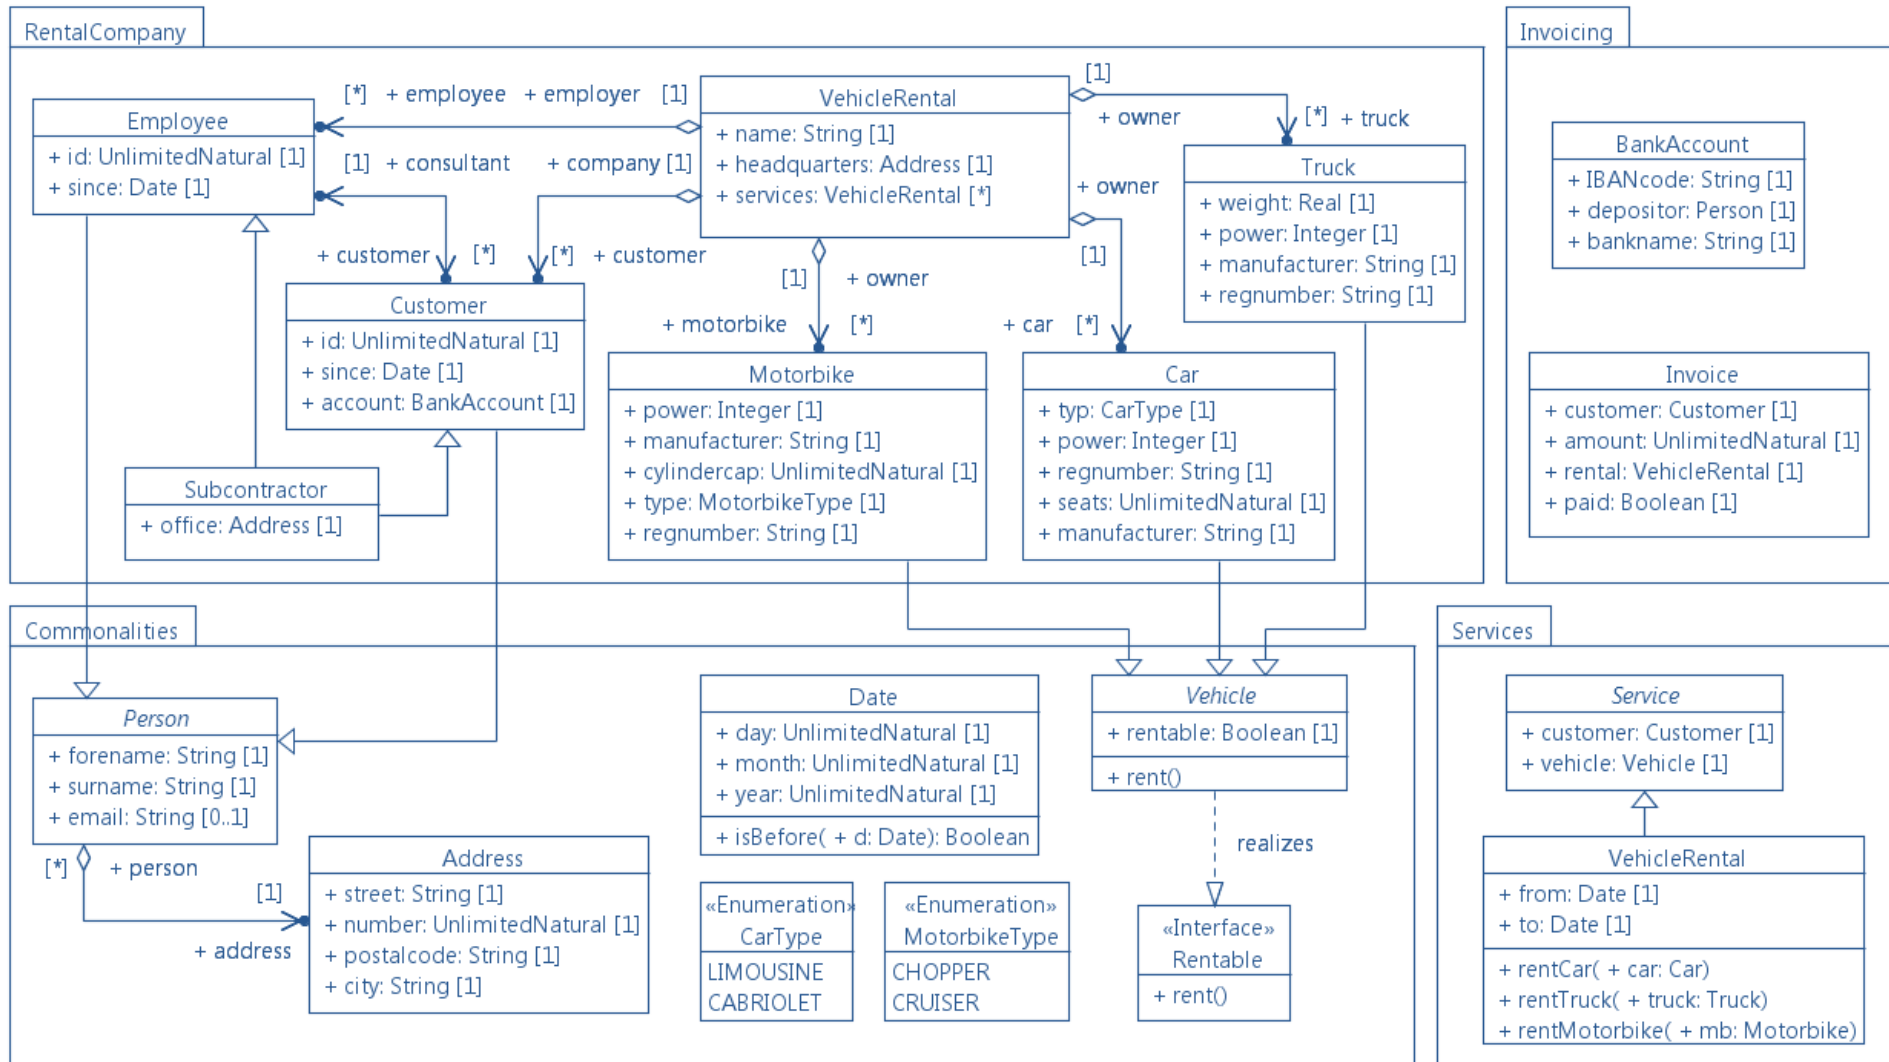 RentalCompany
[*] + employee + employer [1]
Employee
+ id: UnlimitedNatural [1]
+ since: Date [1]
[1] + consultant
+ company [1]
+ customer [*]
[*] + customer
VehicleRental
+ name: String [1]
+ headquarters: Address [1]
+ services: VehicleRental [*]
[1]
+ owner
[*] + truck
Truck
+ weight: Real [1]
+ power: Integer [1]
+ manufacturer: String [1]
+ regnumber: String [1]
+ owner
[1]
+ car [*]
[1] + owner
+ motorbike [*]
Customer
+ id: UnlimitedNatural [1]
+ since: Date [1]
+ account: BankAccount [1]
Subcontractor
+ office: Address [1]
Motorbike
+ power: Integer [1]
+ manufacturer: String [1]
+ cylindercap: UnlimitedNatural [1]
+ type: MotorbikeType [1]
+ regnumber: String [1]
Car
+ typ: CarType [1]
+ power: Integer [1]
+ regnumber: String [1]
+ seats: UnlimitedNatural [1]
+ manufacturer: String [1]
Invoicing
BankAccount
+ IBANcode: String [1]
+ depositor: Person [1]
+ bankname: String [1]
Invoice
+ customer: Customer [1]
+ amount: UnlimitedNatural [1]
+ rental: VehicleRental [1]
+ paid: Boolean [1]
Commonalities
Person
+ forename: String [1]
+ surname: String [1]
+ email: String [0..1]
[*] + person
[1]
+ address
Address
+ street: String [1]
+ number: UnlimitedNatural [1]
+ postalcode: String [1]
+ city: String [1]
Date
+ day: UnlimitedNatural [1]
+ month: UnlimitedNatural [1]
+ year: UnlimitedNatural [1]
+ isBefore( + d: Date): Boolean
«Enumeration»
CarType
LIMOUSINE
CABRIOLET
«Enumeration»
MotorbikeType
CHOPPER
CRUISER
Vehicle
+ rentable: Boolean [1]
+ rent()
realizes
«Interface»
Rentable
+ rent()
Services
Service
+ customer: Customer [1]
+ vehicle: Vehicle [1]
VehicleRental
+ from: Date [1]
+ to: Date [1]
+ rentCar( + car: Car)
+ rentTruck( + truck: Truck)
+ rentMotorbike( + mb: Motorbike)